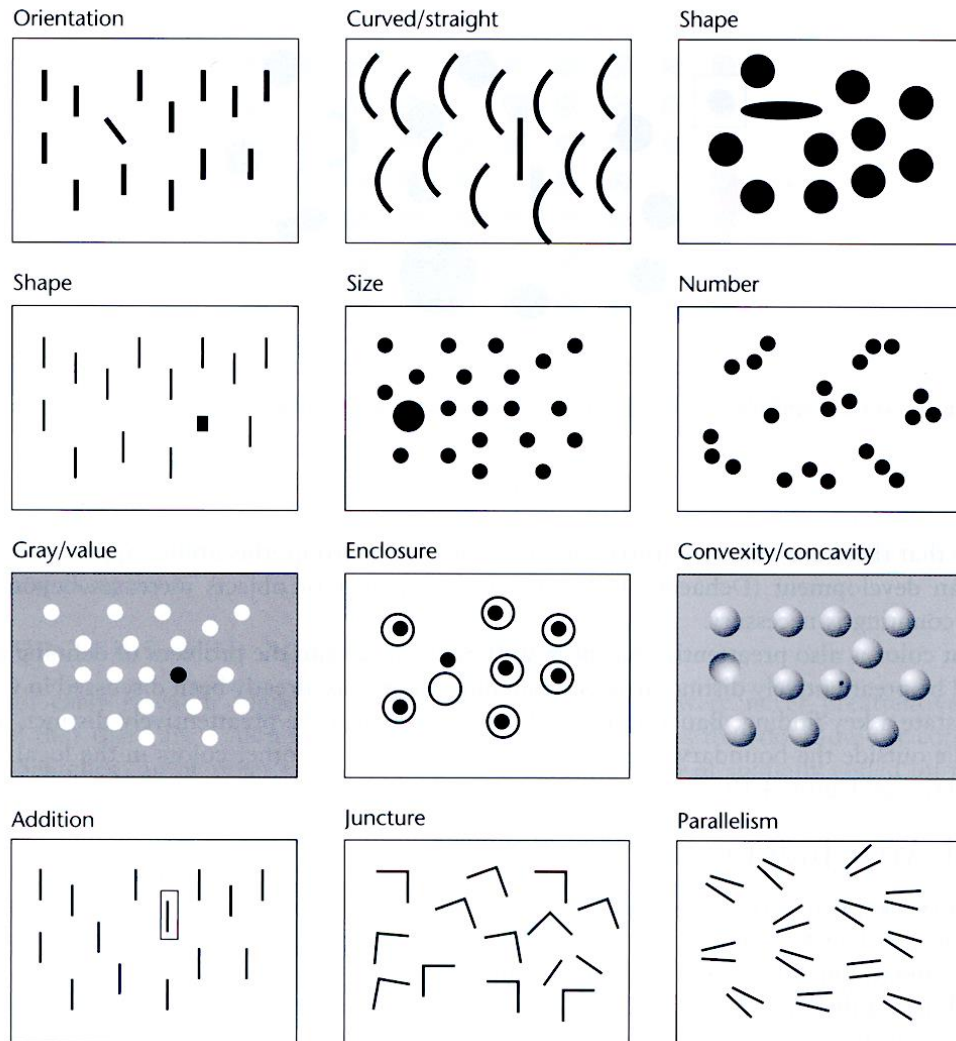 Orientation
Curved/straight
Shape
Shape
Size
Number
Gray/value
Enclosure
Convexity/concavity
Addition
Juncture
Parallelism